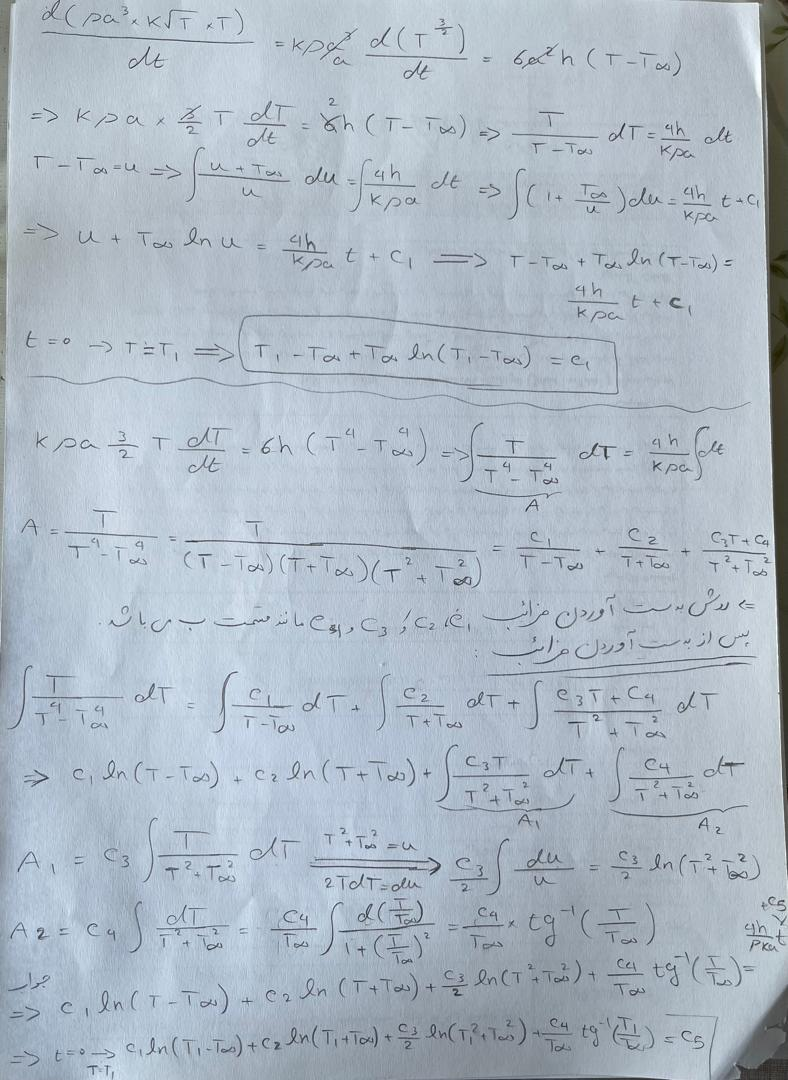 d(ρa³ × K√T × T)/dt = Kρa³ d(T^(3/2))/dt = 6a²h (T - T∞)
=> Kρa × 3/2 T dT/dt = 6h (T - T∞) => T/(T - T∞) dT = 4h/(Kρa) dt
T - T∞ = u => ∫ (u + T∞)/u du = ∫ 4h/(Kρa) dt => ∫(1 + T∞/u) du = 4h/(Kρa) t + C₁
=> u + T∞ ln u = 4h/(Kρa) t + C₁ => T - T∞ + T∞ ln(T - T∞) =
4h/(Kρa) t + C₁
t=0 → T=T₁ => T₁ - T∞ + T∞ ln(T₁ - T∞) = C₁
Kρa 3/2 T dT/dt = 6h (T⁴ - T∞⁴) => ∫ T/(T⁴ - T∞⁴) dT = 4h/(Kρa) ∫dt
A
A = T/(T⁴ - T∞⁴) = T/((T - T∞)(T + T∞)(T² + T∞²)) = C₁/(T - T∞) + C₂/(T + T∞) + (C₃T + C₄)/(T² + T∞²)
=> روش بدست آوردن ضرائب C₁، C₂، C₃ و مانند قسمت ب می باشد.
پس از بدست آوردن ضرائب :
∫ T/(T⁴ - T∞⁴) dT = ∫ C₁/(T - T∞) dT + ∫ C₂/(T + T∞) dT + ∫ (C₃T + C₄)/(T² + T∞²) dT
=> C₁ ln(T - T∞) + C₂ ln(T + T∞) + ∫ C₃T/(T² + T∞²) dT + ∫ C₄/(T² + T∞²) dT
A₁ A₂
A₁ = C₃ ∫ T/(T² + T∞²) dT T² + T∞² = u 2TdT = du => C₃/2 ∫ du/u = C₃/2 ln(T² + T∞²)
A₂ = C₄ ∫ dT/(T² + T∞²) = C₄/T∞ ∫ d(T/T∞)/(1 + (T/T∞)²) = C₄/T∞ × tg⁻¹(T/T∞)
جواب => C₁ ln(T - T∞) + C₂ ln(T + T∞) + C₃/2 ln(T² + T∞²) + C₄/T∞ tg⁻¹(T/T∞) = 4h/(ρKa) t + C₅
=> t=0 → T=T₁ C₁ ln(T₁ - T∞) + C₂ ln(T₁ + T∞) + C₃/2 ln(T₁² + T∞²) + C₄/T∞ tg⁻¹(T₁/T∞) = C₅